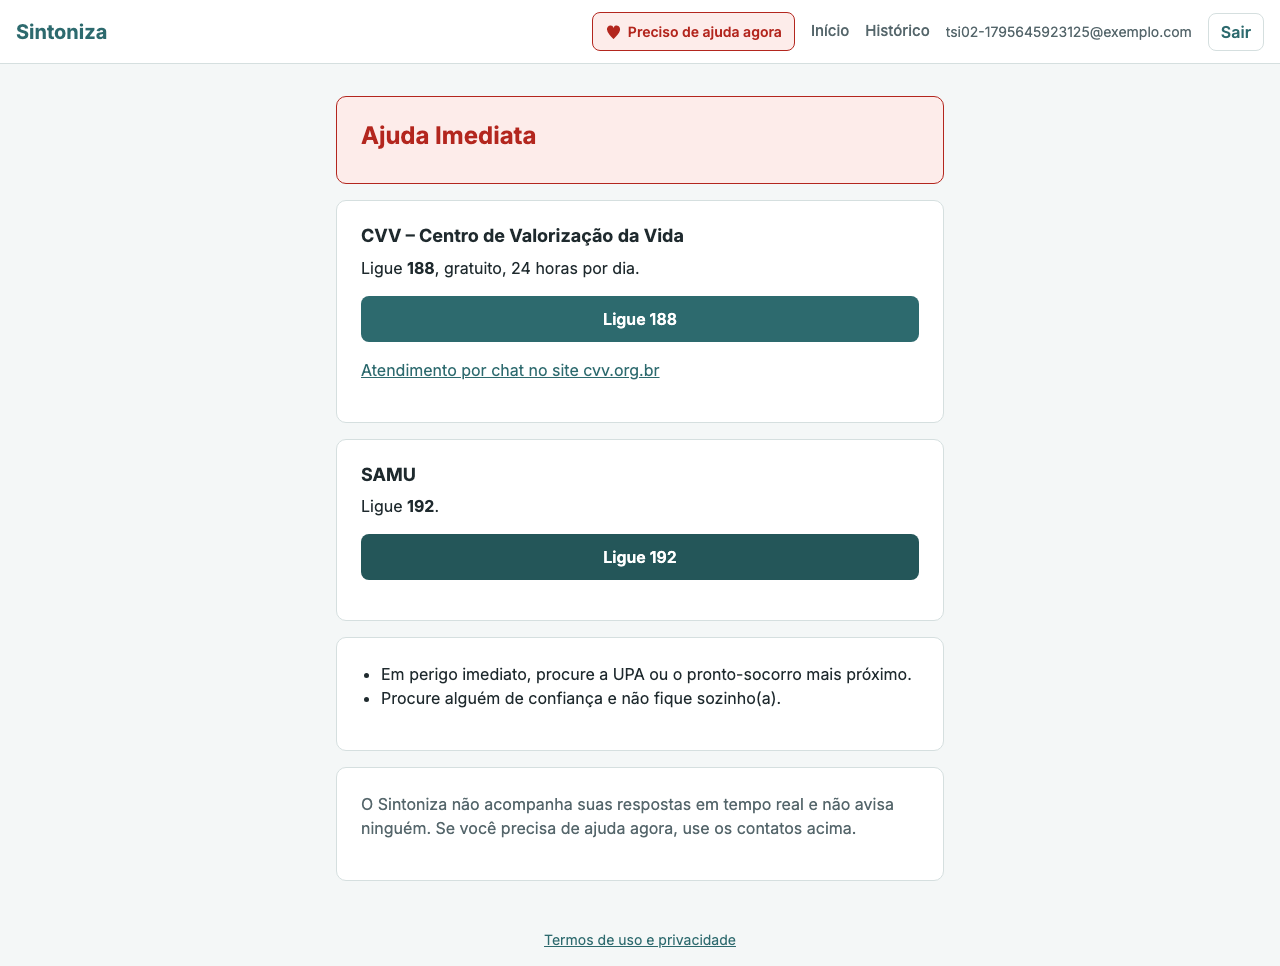 Sintoniza
Preciso de ajuda agora
Início
Histórico
tsi02-1795645923125@exemplo.com
Sair
Ajuda Imediata
CVV – Centro de Valorização da Vida
Ligue 188, gratuito, 24 horas por dia.
Ligue 188
Atendimento por chat no site cvv.org.br
SAMU
Ligue 192.
Ligue 192
• Em perigo imediato, procure a UPA ou o pronto-socorro mais próximo.
• Procure alguém de confiança e não fique sozinho(a).
O Sintoniza não acompanha suas respostas em tempo real e não avisa
ninguém. Se você precisa de ajuda agora, use os contatos acima.
Termos de uso e privacidade